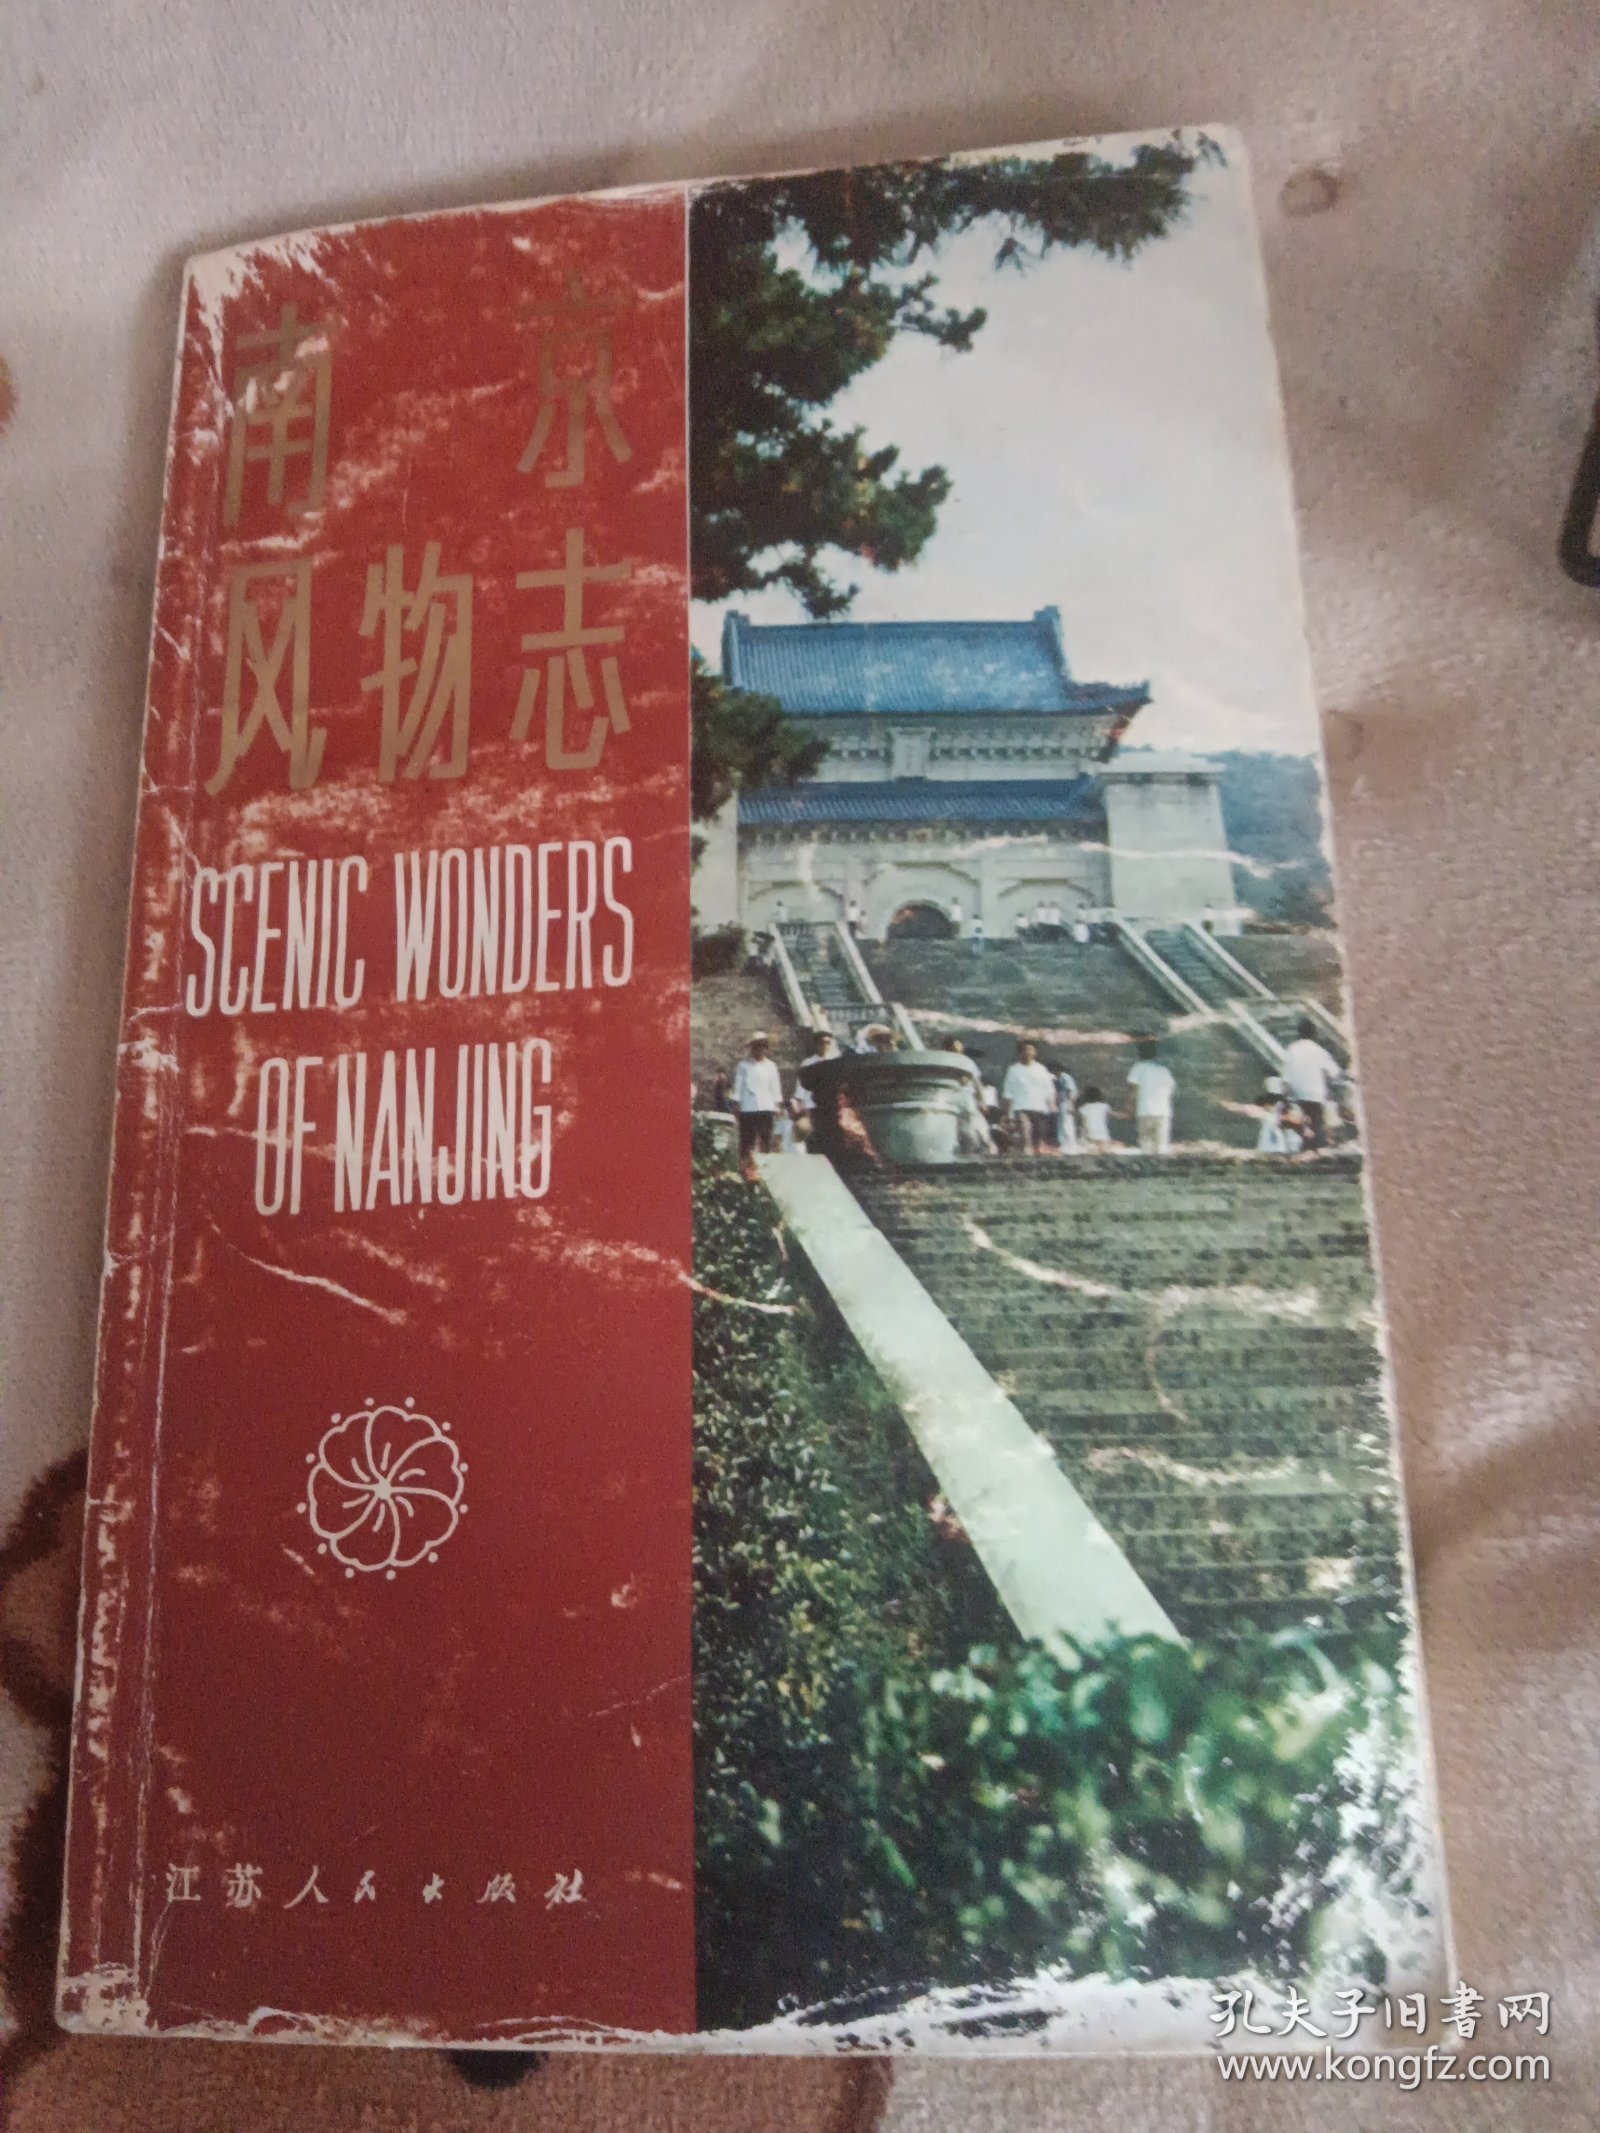 南 京
风物志
SCENIC WONDERS
OF NANJING
江苏人民出版社
孔夫子旧书网
www.kongfz.com